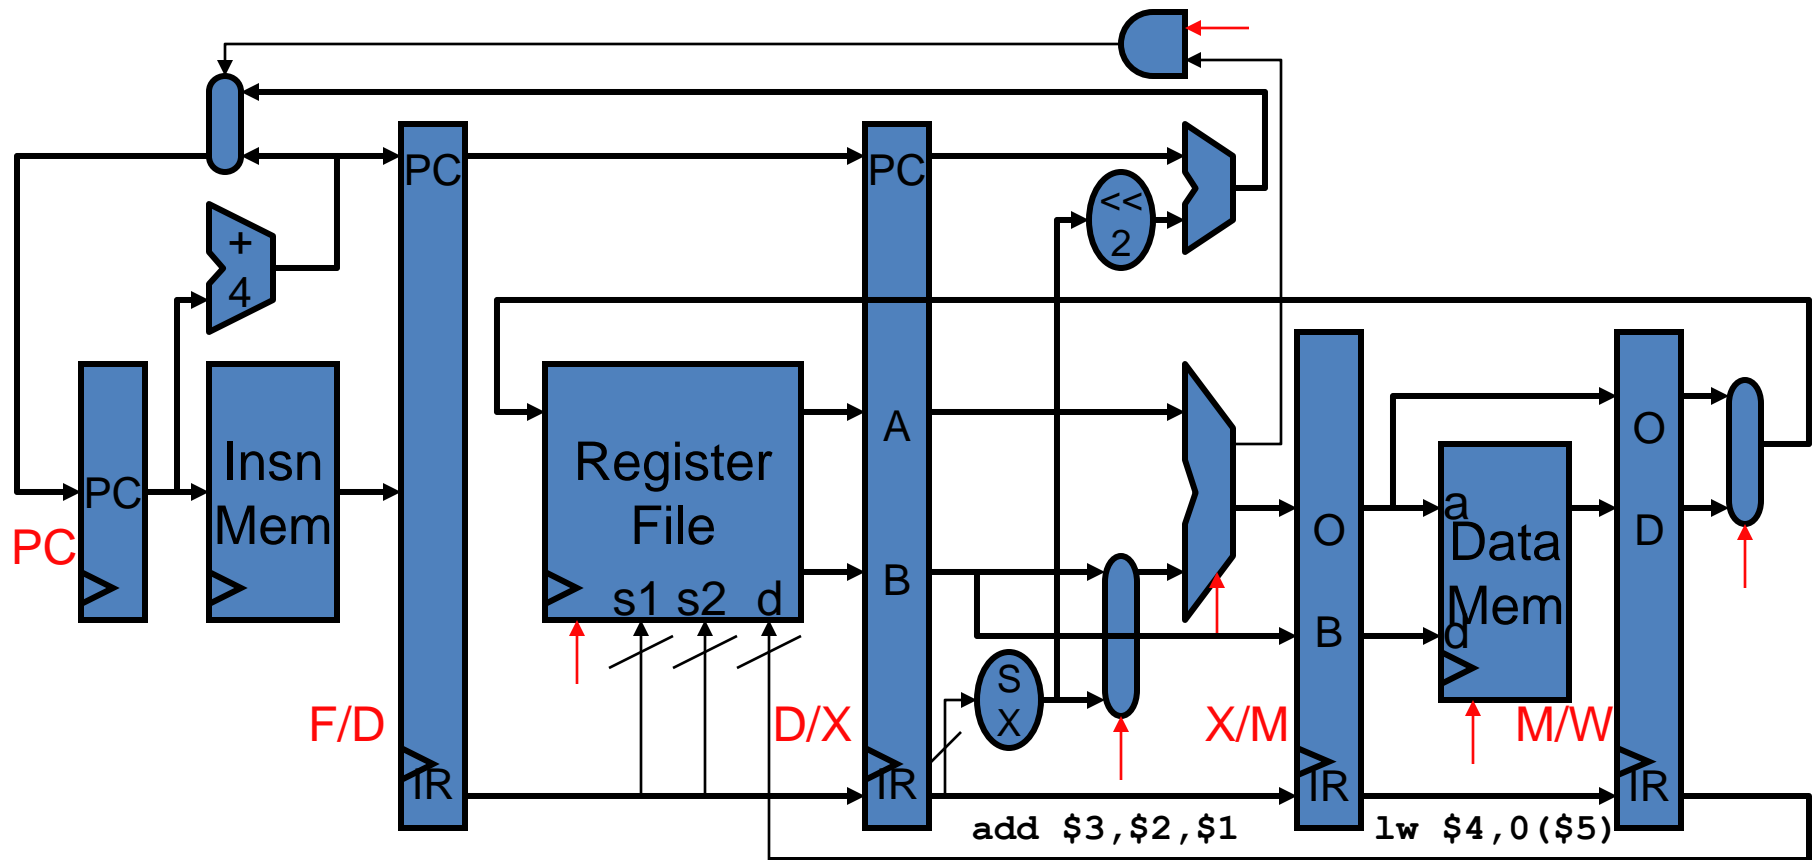 PC
PC
<<
2
+
4
A
Insn
Mem
Register
File
O
PC
PC
O
D
a
Data
Mem
d
B
s1 s2 d
B
S
X
F/D
D/X
X/M
M/W
IR
IR
IR
IR
add $3,$2,$1
lw $4,0($5)